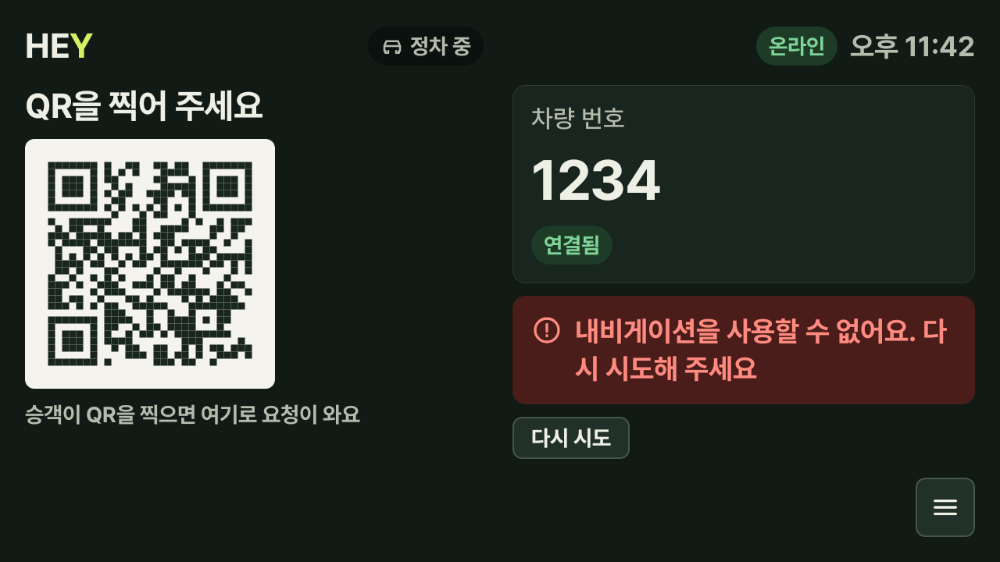 HEY
정차 중
온라인
오후 11:42
QR을 찍어 주세요
승객이 QR을 찍으면 여기로 요청이 와요
차량 번호
1234
연결됨
내비게이션을 사용할 수 없어요. 다
시 시도해 주세요
다시 시도